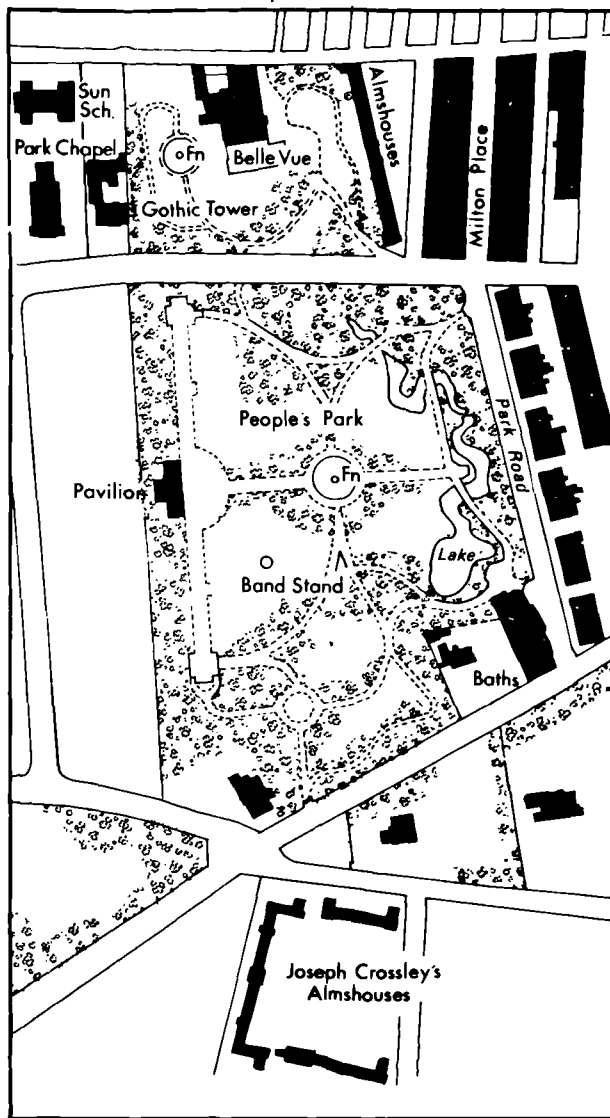 Sun
Sch.
Almshouses
Park Chapel
Fn
Belle Vue
Gothic Tower
Milton Place
People's Park
Park Road
Fn
Pavilion
Lake
Band Stand
Baths
Joseph Crossley's
Almshouses